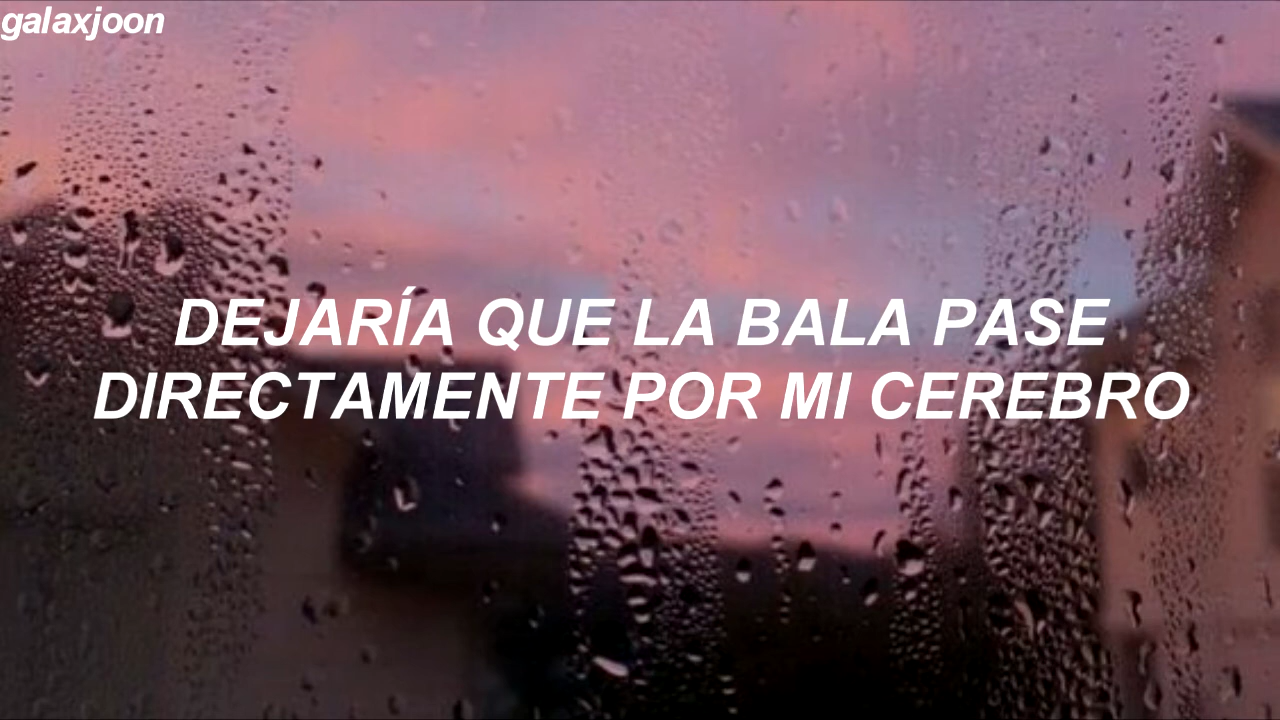 galaxjoon
DEJARÍA QUE LA BALA PASE
DIRECTAMENTE POR MI CEREBRO